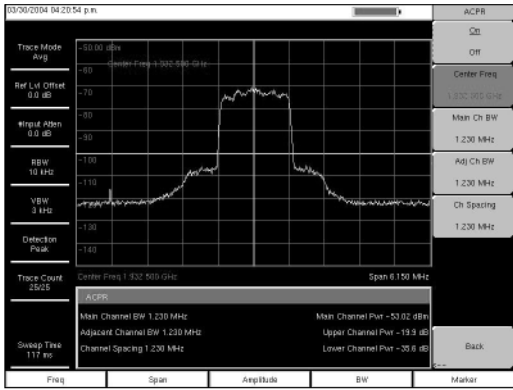 03/30/2004 04:20:54 p.m.
ACPR
On
Off
Trace Mode
Avg
-50.00 dBm
Center Freq 1.932 500 GHz
-60
Ref Lvl Offset
0.0 dB
-70
Center Freq
1.932 500 GHz
-80
#Input Atten
0.0 dB
-90
Main Ch BW
1.230 MHz
RBW
10 kHz
-100
Adj Ch BW
1.230 MHz
-110
VBW
3 kHz
-120
Ch Spacing
1.230 MHz
-130
Detection
Peak
-140
Trace Count
25/25
Center Freq 1.932 500 GHz
Span 6.150 MHz
ACPR
Main Channel BW 1.230 MHz
Main Channel Pwr -53.02 dBm
Adjacent Channel BW 1.230 MHz
Upper Channel Pwr -19.9 dB
Channel Spacing 1.230 MHz
Lower Channel Pwr -35.6 dB
Sweep Time
117 ms
Back
<--
Freq
Span
Amplitude
BW
Marker